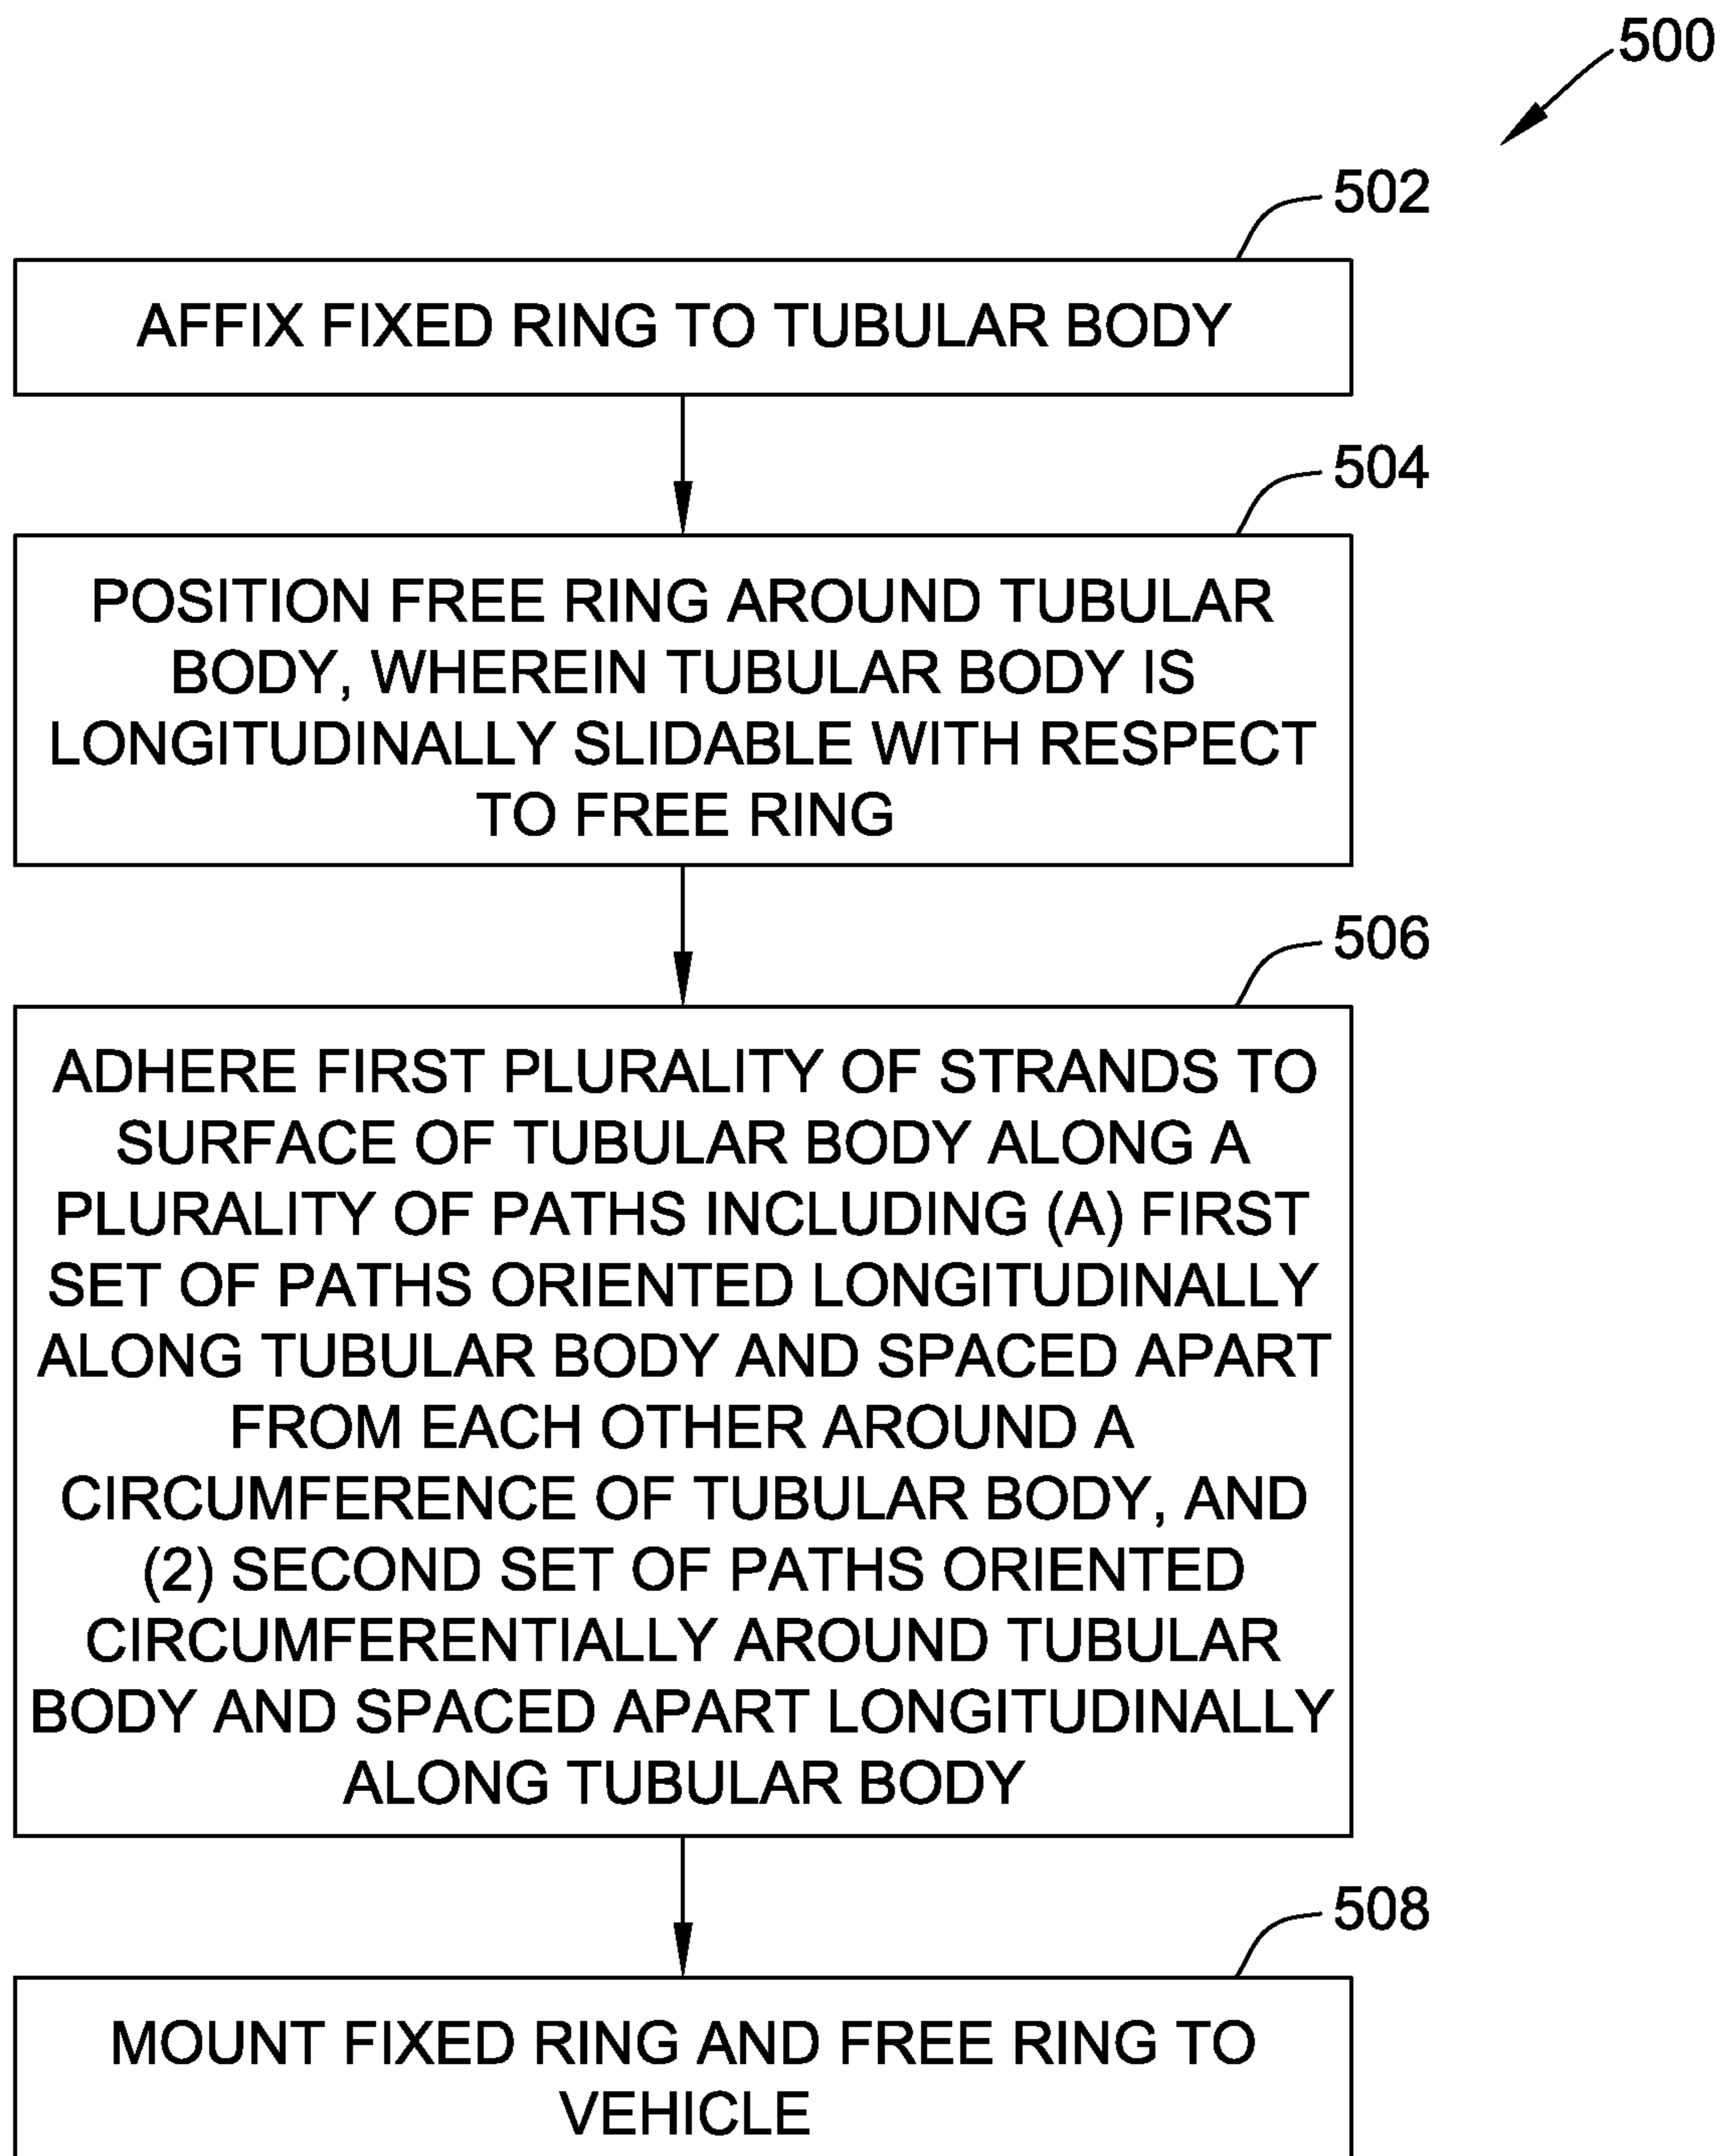 500
502
AFFIX FIXED RING TO TUBULAR BODY
504
POSITION FREE RING AROUND TUBULAR
BODY, WHEREIN TUBULAR BODY IS
LONGITUDINALLY SLIDABLE WITH RESPECT
TO FREE RING
506
ADHERE FIRST PLURALITY OF STRANDS TO
SURFACE OF TUBULAR BODY ALONG A
PLURALITY OF PATHS INCLUDING (A) FIRST
SET OF PATHS ORIENTED LONGITUDINALLY
ALONG TUBULAR BODY AND SPACED APART
FROM EACH OTHER AROUND A
CIRCUMFERENCE OF TUBULAR BODY, AND
(2) SECOND SET OF PATHS ORIENTED
CIRCUMFERENTIALLY AROUND TUBULAR
BODY AND SPACED APART LONGITUDINALLY
ALONG TUBULAR BODY
508
MOUNT FIXED RING AND FREE RING TO
VEHICLE